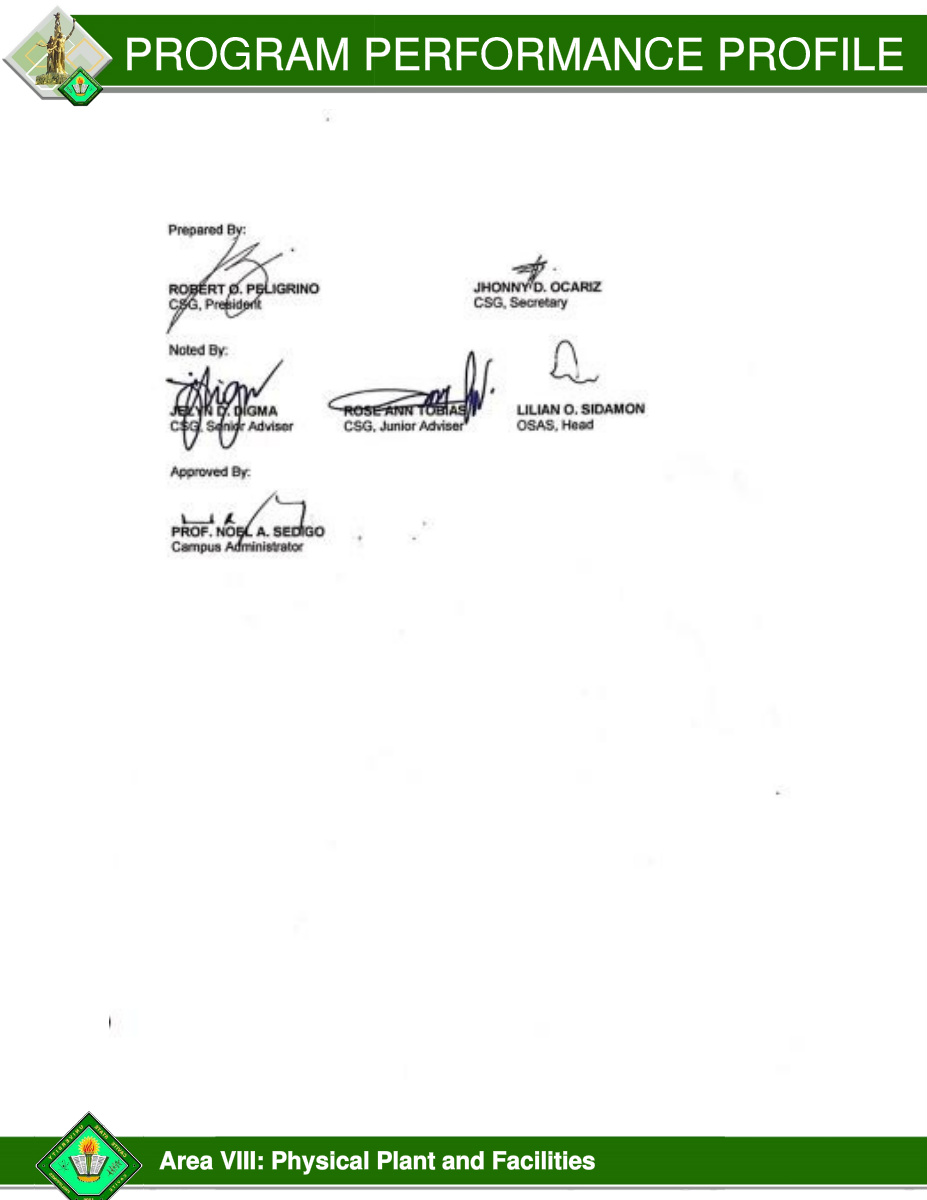 PROGRAM PERFORMANCE PROFILE
Prepared By:
ROBERT O. PELIGRINO
CSG, President
JHONNY D. OCARIZ
CSG, Secretary
Noted By:
JELYN D. DIGMA
CSG, Senior Adviser
ROSE ANN TOBIAS
CSG, Junior Adviser
LILIAN O. SIDAMON
OSAS, Head
Approved By:
PROF. NOEL A. SEDIGO
Campus Administrator
Area VIII: Physical Plant and Facilities